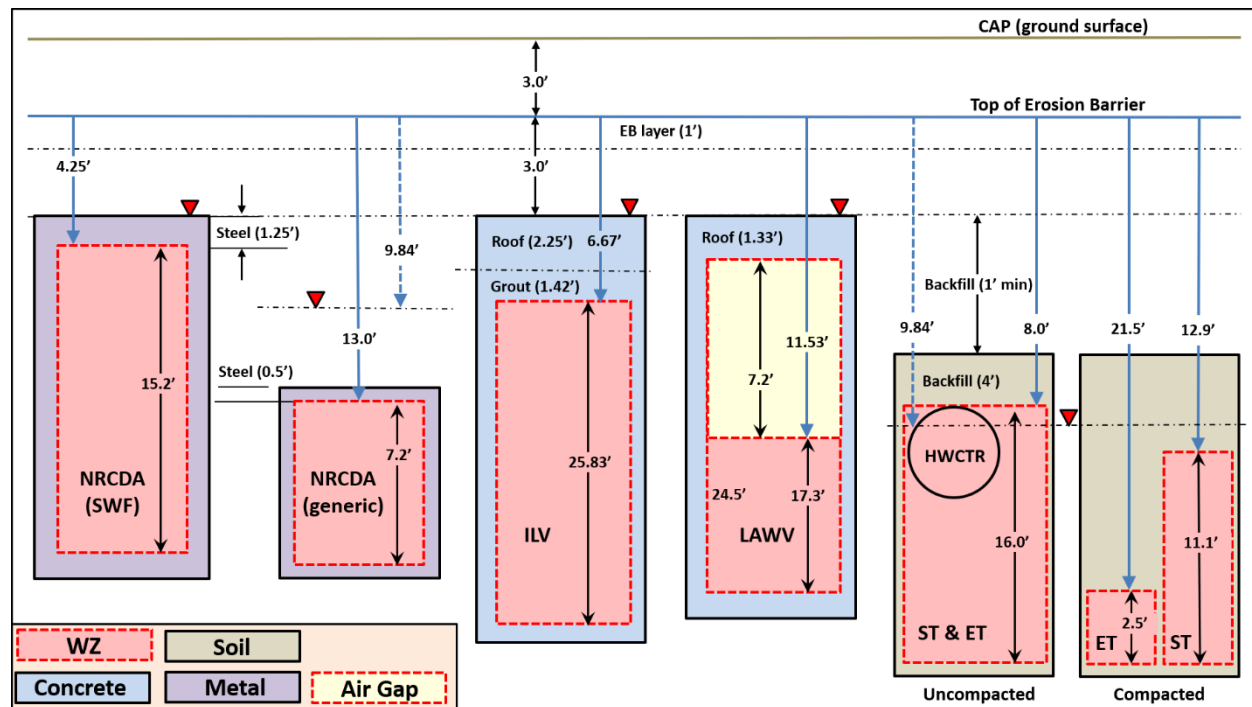 CAP (ground surface)
3.0’
Top of Erosion Barrier
EB layer (1’)
4.25’
3.0’
Steel (1.25’)
9.84’
Roof (2.25’)
6.67’
Roof (1.33’)
Grout (1.42’)
Backfill (1’ min)
13.0’
11.53’
9.84’
8.0’
21.5’
12.9’
Steel (0.5’)
15.2’
7.2’
Backfill (4’)
7.2’
NRCDA
(SWF)
NRCDA
(generic)
25.83’
ILV
24.5’
17.3’
LAWV
HWCTR
16.0’
11.1’
2.5’
ST & ET
ET
ST
Uncompacted
Compacted
WZ
Soil
Concrete
Metal
Air Gap